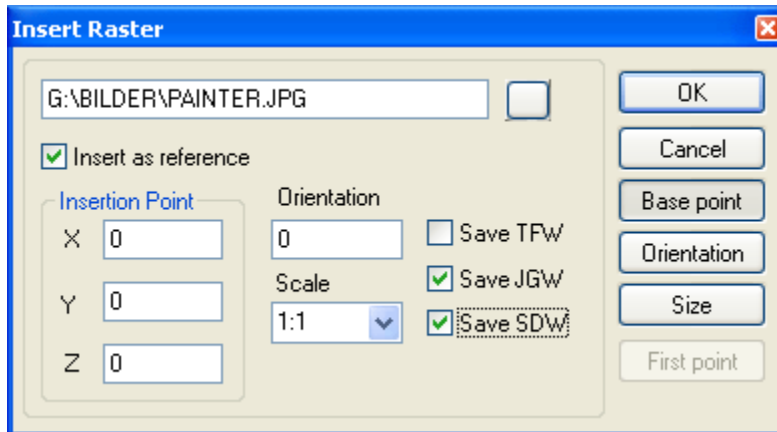 Insert Raster
G:\BILDER\PAINTER.JPG
OK
Insert as reference
Cancel
Insertion Point
Orientation
Base point
X 0
0
Save TFW
Orientation
Scale
Save JGW
Y 0
1:1
Save SDW
Size
Z 0
First point